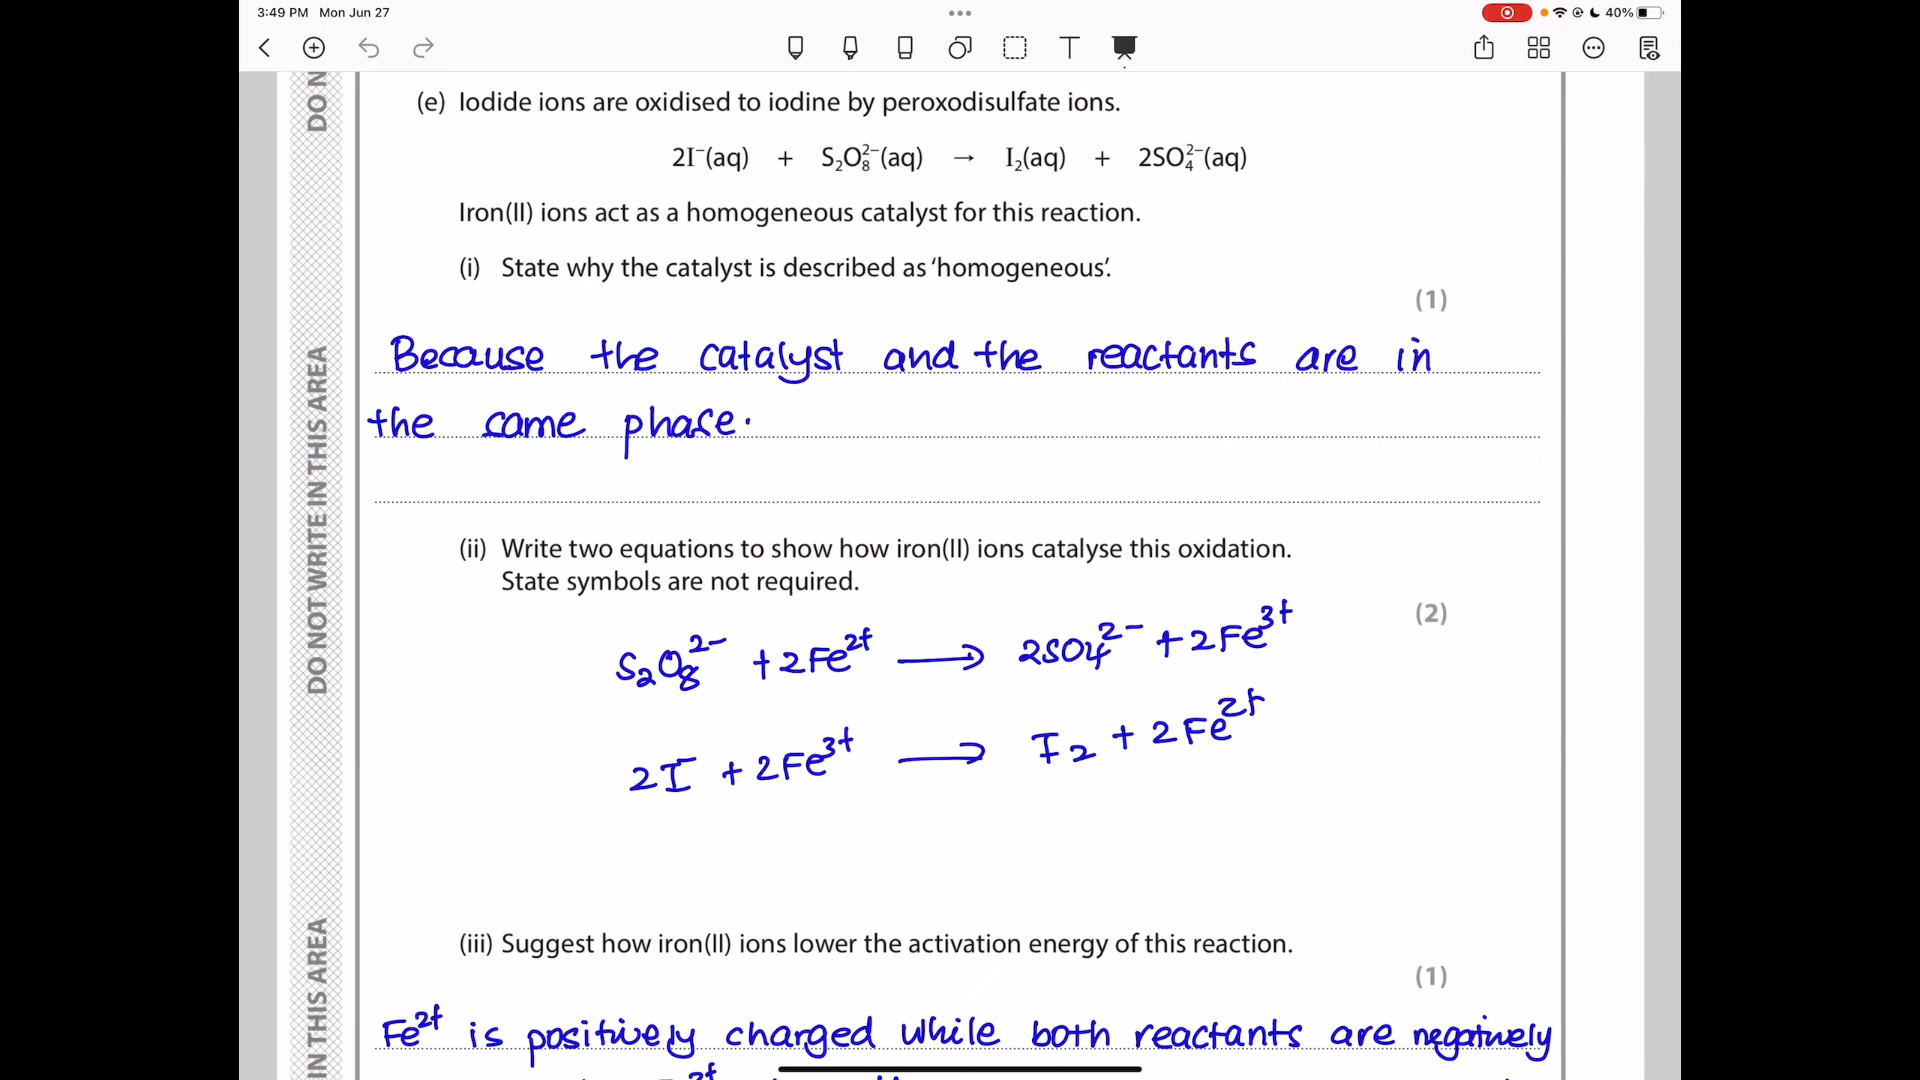 3:49 PM Mon Jun 27
40%
T
DO N
(e) Iodide ions are oxidised to iodine by peroxodisulfate ions.
2I⁻(aq) + S₂O₈²⁻(aq) → I₂(aq) + 2SO₄²⁻(aq)
Iron(II) ions act as a homogeneous catalyst for this reaction.
(i) State why the catalyst is described as 'homogeneous'.
(1)
Because the catalyst and the reactants are in
the same phase.
DO NOT WRITE IN THIS AREA
(ii) Write two equations to show how iron(II) ions catalyse this oxidation.
State symbols are not required.
(2)
S₂O₈²⁻ + 2Fe²⁺ → 2SO₄²⁻ + 2Fe³⁺
2I⁻ + 2Fe³⁺ → I₂ + 2Fe²⁺
(iii) Suggest how iron(II) ions lower the activation energy of this reaction.
(1)
IN THIS AREA
Fe²⁺ is positively charged while both reactants are negatively